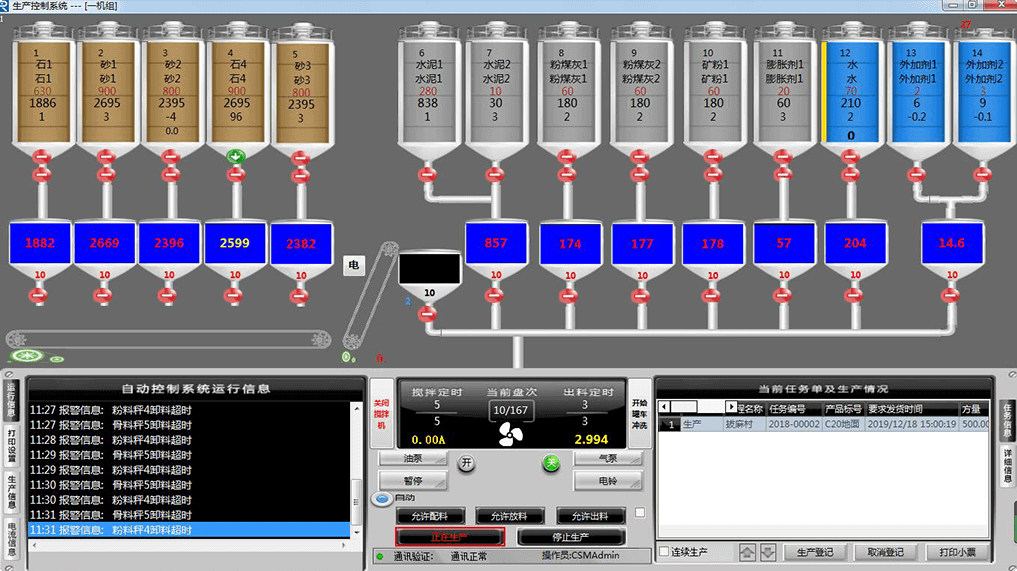 生产控制系统 --- [一机组]
1
27
1
石1
石1
630
1886
1
2
砂1
砂1
900
2695
3
3
砂2
砂2
800
2395
-4
0.0
4
石4
石4
900
2695
96
5
砂3
砂3
800
2395
3
6
水泥1
水泥1
280
838
1
7
水泥2
水泥2
10
29
3
8
粉煤灰1
粉煤灰1
60
180
2
9
粉煤灰2
粉煤灰2
60
180
2
10
矿粉1
矿粉1
60
180
2
11
膨胀剂1
膨胀剂1
20
60
3
12
水
水
70
210
2
0
13
外加剂1
外加剂1
2
6
-0.2
14
外加剂2
外加剂2
3
9
-0.1
1882 2669 2396 2599 2382
857 174 177 178 57 204 14.6
10 10 10 10 10
电
10
2
10 10 10 10 10 10 10
0
0
运行信息
打印设置
生产信息
电流信息
自动控制系统运行信息
11:27 报警信息: 粉料秤4卸料超时
11:27 报警信息: 骨料秤5卸料超时
11:28 报警信息: 粉料秤4卸料超时
11:29 报警信息: 骨料秤5卸料超时
11:29 报警信息: 粉料秤4卸料超时
11:30 报警信息: 骨料秤5卸料超时
11:30 报警信息: 粉料秤4卸料超时
11:31 报警信息: 骨料秤5卸料超时
11:31 报警信息: 粉料秤4卸料超时
关闭搅拌机
搅拌定时 当前盘次 出料定时
5 10/167 3
5 3
0.00A 2.994
开始罐车冲洗
油泵 开 关 气泵
暂停 电铃
自动
允许配料 允许放料 允许出料
正在生产 停止生产
通讯验证: 通讯正常 操作员:CSMAdmin
当前任务单及生产情况
程名称 任务编号 产品标号 要求发货时间 方量
1 生产 拔麻村 2018-00002 C20地面 2019/12/18 15:00:19 500.00
连续生产 生产登记 取消登记 打印小票
任务信息
详细信息